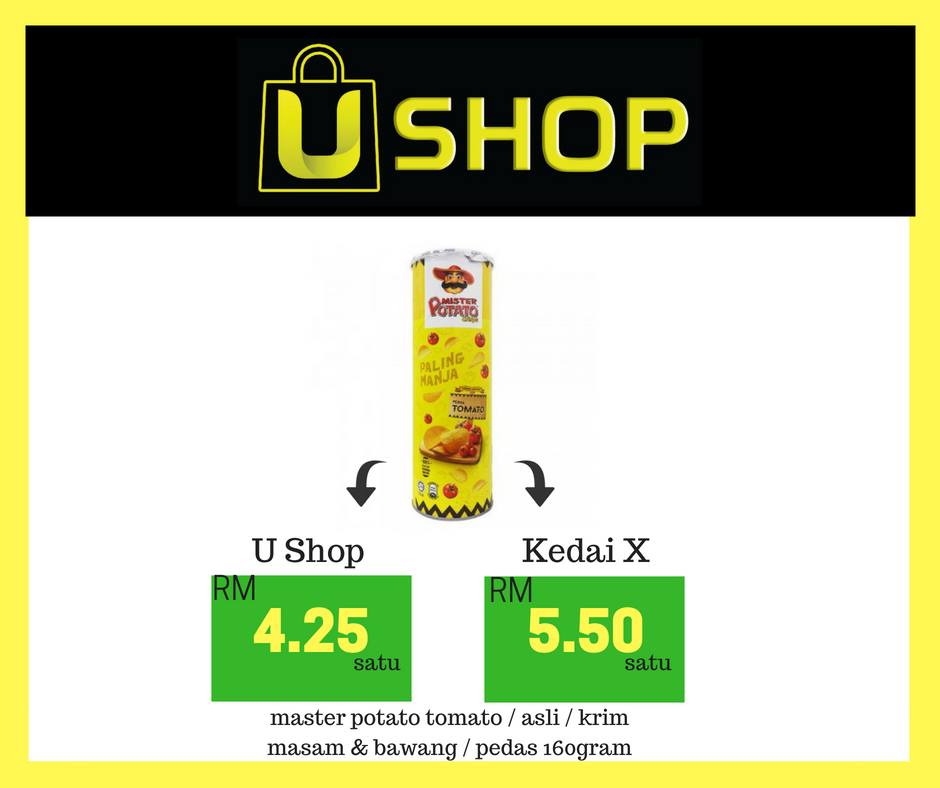 U SHOP
MISTER
POTATO
PALING
MANJA
PERISA
TOMATO
U Shop
Kedai X
RM
4.25
satu
RM
5.50
satu
master potato tomato / asli / krim
masam & bawang / pedas 160gram